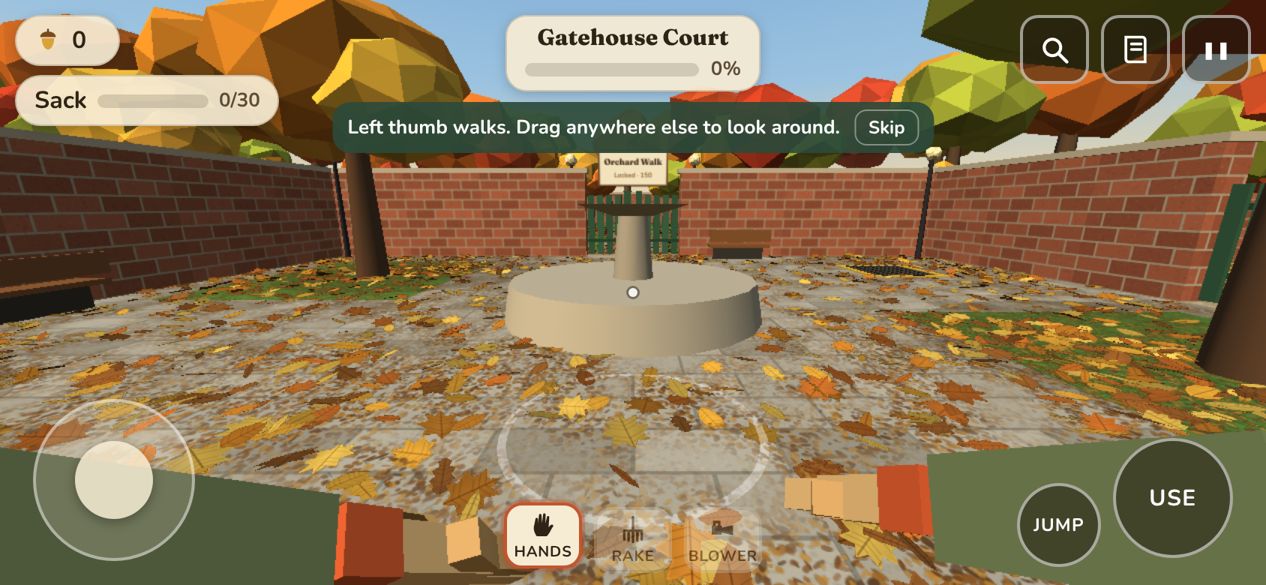 0
Sack 0/30
Gatehouse Court
0%
Left thumb walks. Drag anywhere else to look around. Skip
Orchard Walk
Locked · 150
HANDS
RAKE
BLOWER
JUMP
USE